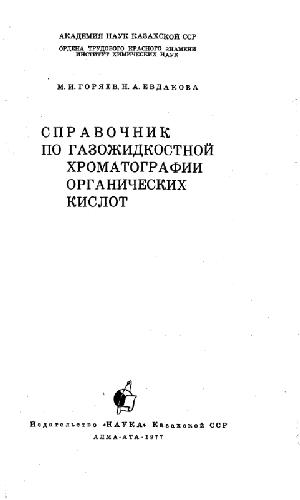 АКАДЕМИЯ НАУК КАЗАХСКОЙ ССР
ОРДЕНА ТРУДОВОГО КРАСНОГО ЗНАМЕНИ
ИНСТИТУТ ХИМИЧЕСКИХ НАУК
М. И. ГОРЯЕВ, Н. А. ЕВДАКОВА
СПРАВОЧНИК
ПО ГАЗОЖИДКОСТНОЙ
ХРОМАТОГРАФИИ
ОРГАНИЧЕСКИХ
КИСЛОТ
Издательство «НАУКА» Казахской ССР
АЛМА-АТА·1977